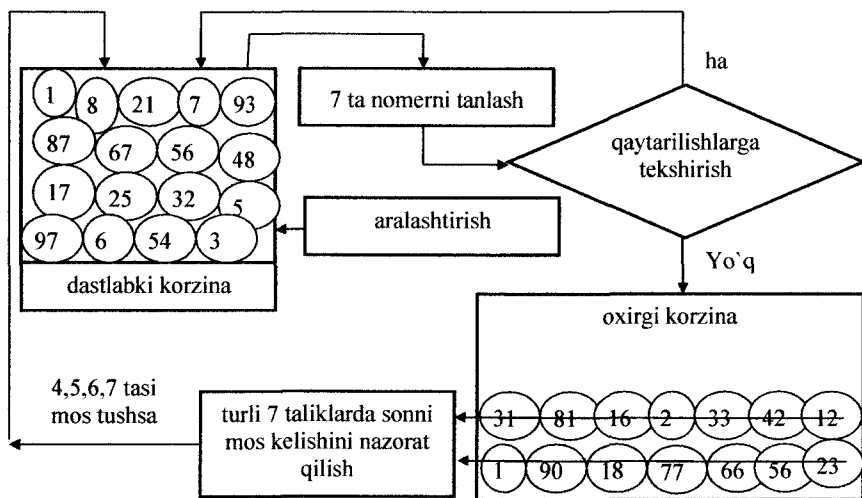 1 8 21 7 93
87 67 56 48
17 25 32 5
97 6 54 3
dastlabki korzina
7 ta nomerni tanlash
aralashtirish
ha
qaytarilishlarga
tekshirish
Yo`q
oxirgi korzina
31 81 16 2 33 42 12
1 90 18 77 66 56 23
turli 7 taliklarda sonni
mos kelishini nazorat
qilish
4,5,6,7 tasi
mos tushsa